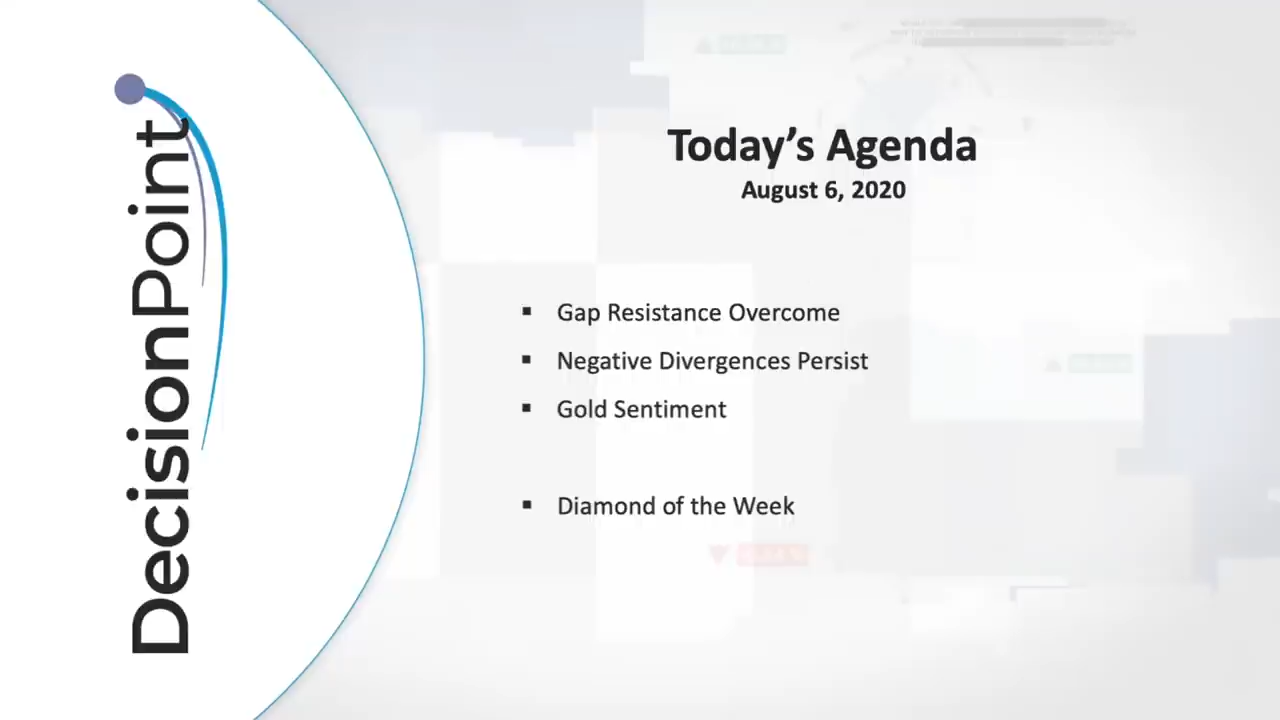 DecisionPoint
Today's Agenda
August 6, 2020
▪ Gap Resistance Overcome
▪ Negative Divergences Persist
▪ Gold Sentiment
▪ Diamond of the Week